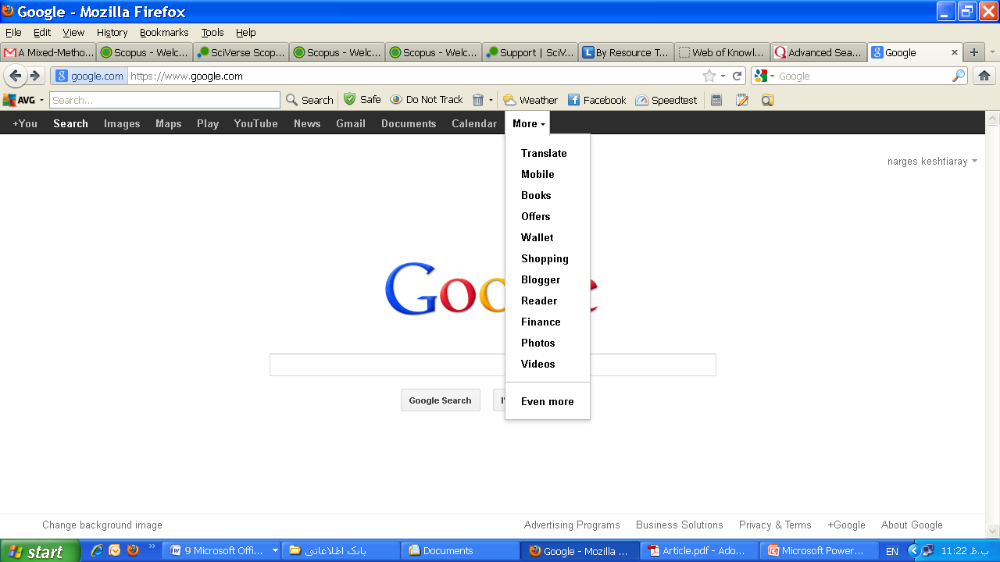 Google - Mozilla Firefox
File Edit View History Bookmarks Tools Help
A Mixed-Metho... Scopus - Welc... SciVerse Scop... Scopus - Welc... Scopus - Welc... Support | SciV... By Resource T... Web of Knowl... Advanced Sea... Google
google.com https://www.google.com Google
AVG Search... Search Safe Do Not Track Weather Facebook Speedtest
+You Search Images Maps Play YouTube News Gmail Documents Calendar More
Translate
narges keshtiaray
Mobile
Books
Offers
Wallet
Shopping
Blogger
Reader
Finance
Photos
Videos
Google Search
Even more
Change background image Advertising Programs Business Solutions Privacy & Terms +Google About Google
start 9 Microsoft Offi... بانک اطلاعاتی Documents Google - Mozilla ... Article.pdf - Ado... Microsoft Power... EN 11:22 ب.ظ